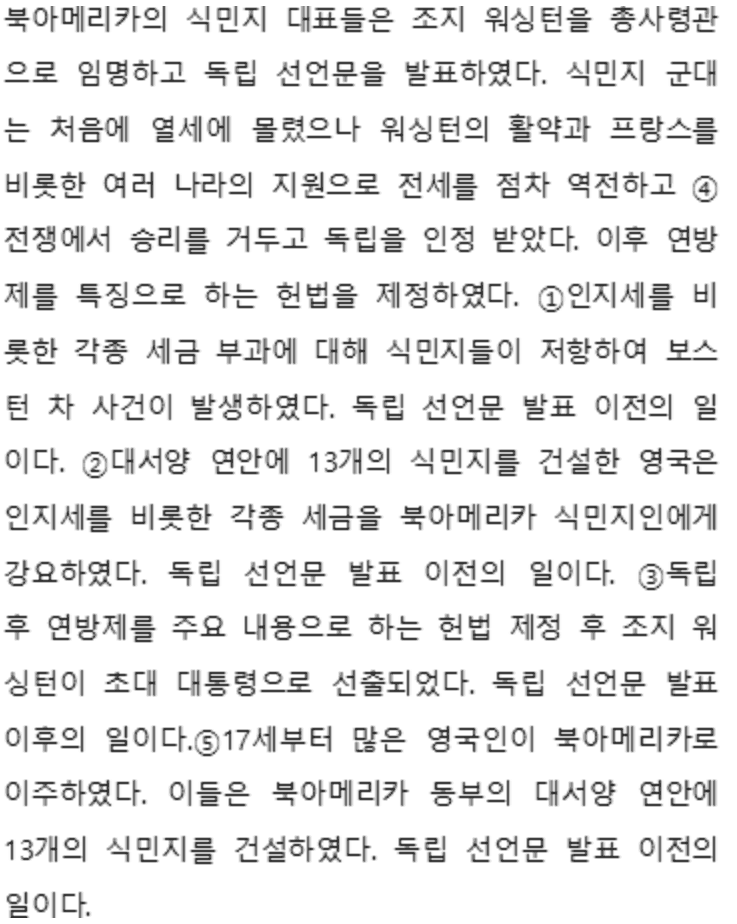 북아메리카의 식민지 대표들은 조지 워싱턴을 총사령관
으로 임명하고 독립 선언문을 발표하였다. 식민지 군대
는 처음에 열세에 몰렸으나 워싱턴의 활약과 프랑스를
비롯한 여러 나라의 지원으로 전세를 점차 역전하고 ④
전쟁에서 승리를 거두고 독립을 인정 받았다. 이후 연방
제를 특징으로 하는 헌법을 제정하였다. ①인지세를 비
롯한 각종 세금 부과에 대해 식민지들이 저항하여 보스
턴 차 사건이 발생하였다. 독립 선언문 발표 이전의 일
이다. ②대서양 연안에 13개의 식민지를 건설한 영국은
인지세를 비롯한 각종 세금을 북아메리카 식민지인에게
강요하였다. 독립 선언문 발표 이전의 일이다. ③독립
후 연방제를 주요 내용으로 하는 헌법 제정 후 조지 워
싱턴이 초대 대통령으로 선출되었다. 독립 선언문 발표
이후의 일이다.⑤17세부터 많은 영국인이 북아메리카로
이주하였다. 이들은 북아메리카 동부의 대서양 연안에
13개의 식민지를 건설하였다. 독립 선언문 발표 이전의
일이다.